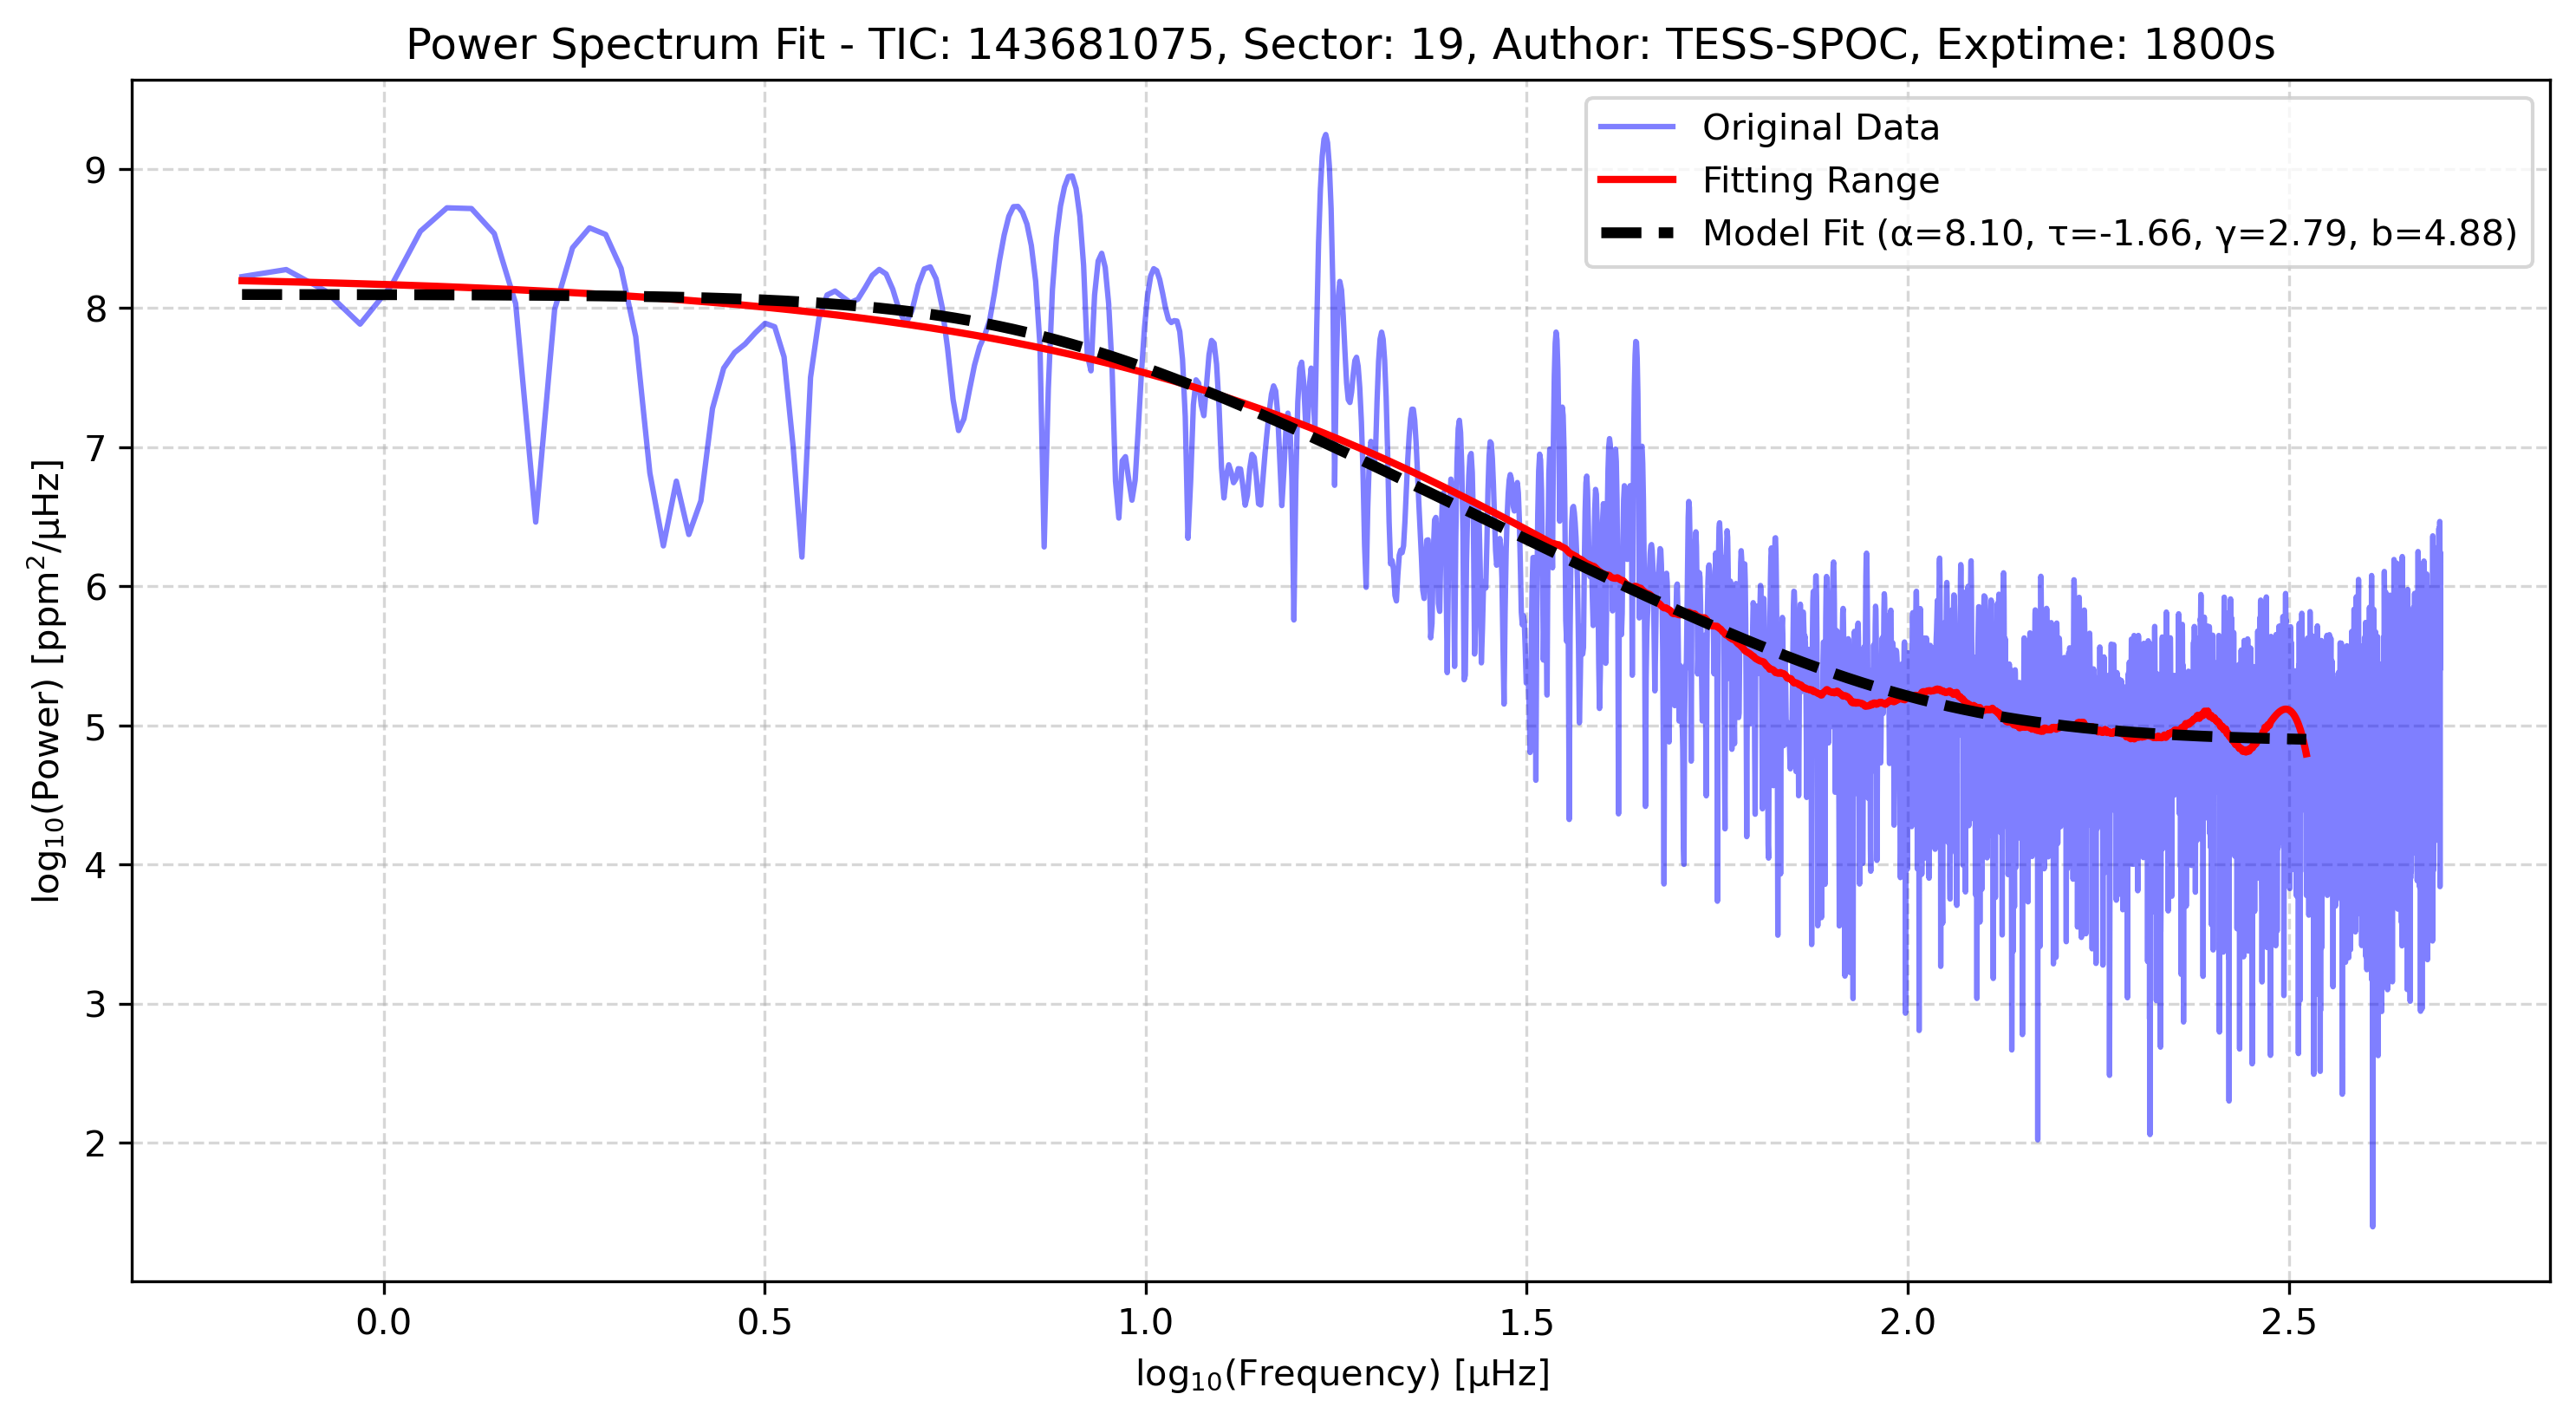 Power Spectrum Fit - TIC: 143681075, Sector: 19, Author: TESS-SPOC, Exptime: 1800s
Original Data
Fitting Range
Model Fit (α=8.10, τ=-1.66, γ=2.79, b=4.88)
log₁₀(Power) [ppm²/μHz]
9
8
7
6
5
4
3
2
0.0 0.5 1.0 1.5 2.0 2.5
log₁₀(Frequency) [μHz]